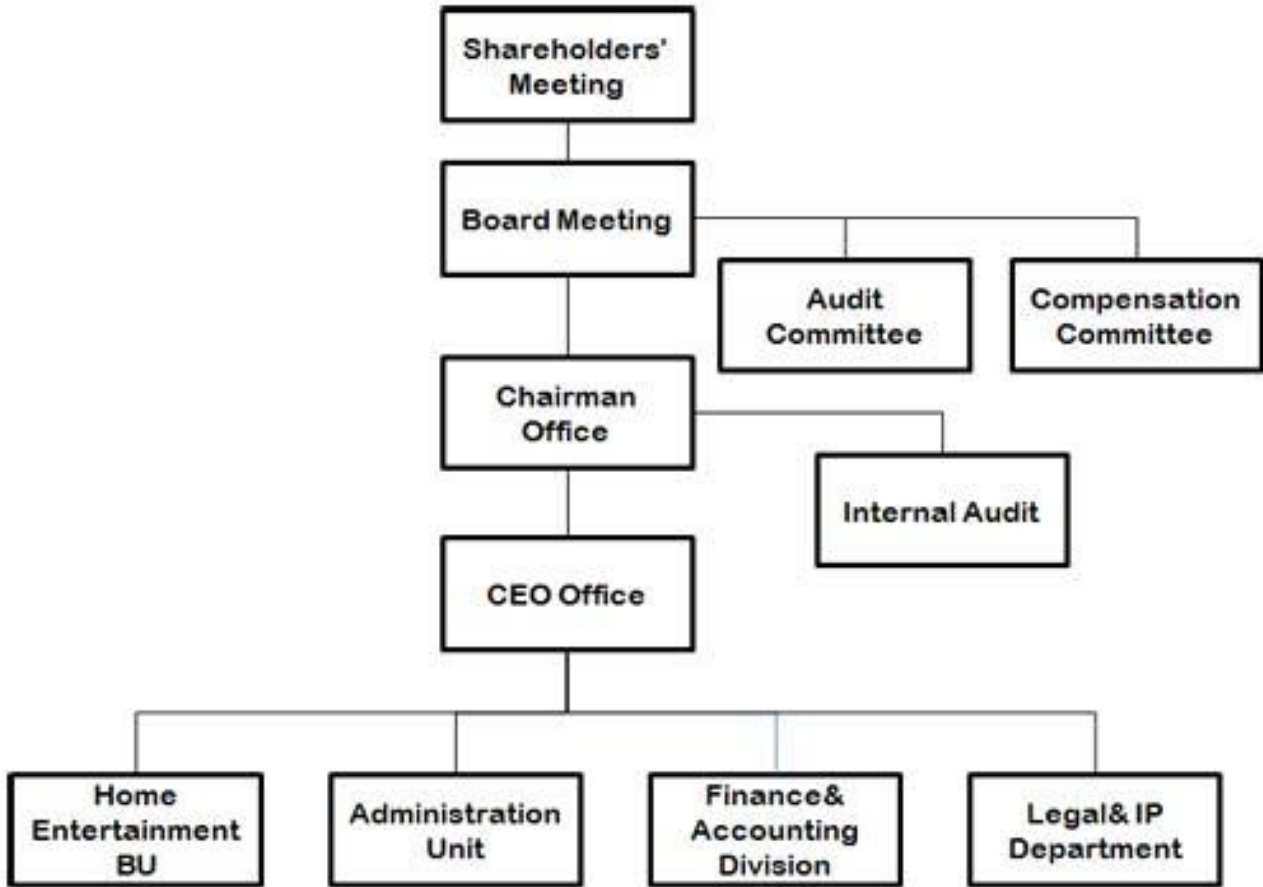 Shareholders'
Meeting
Board Meeting
Audit
Committee
Compensation
Committee
Chairman
Office
Internal Audit
CEO Office
Home
Entertainment
BU
Administration
Unit
Finance&
Accounting
Division
Legal& IP
Department